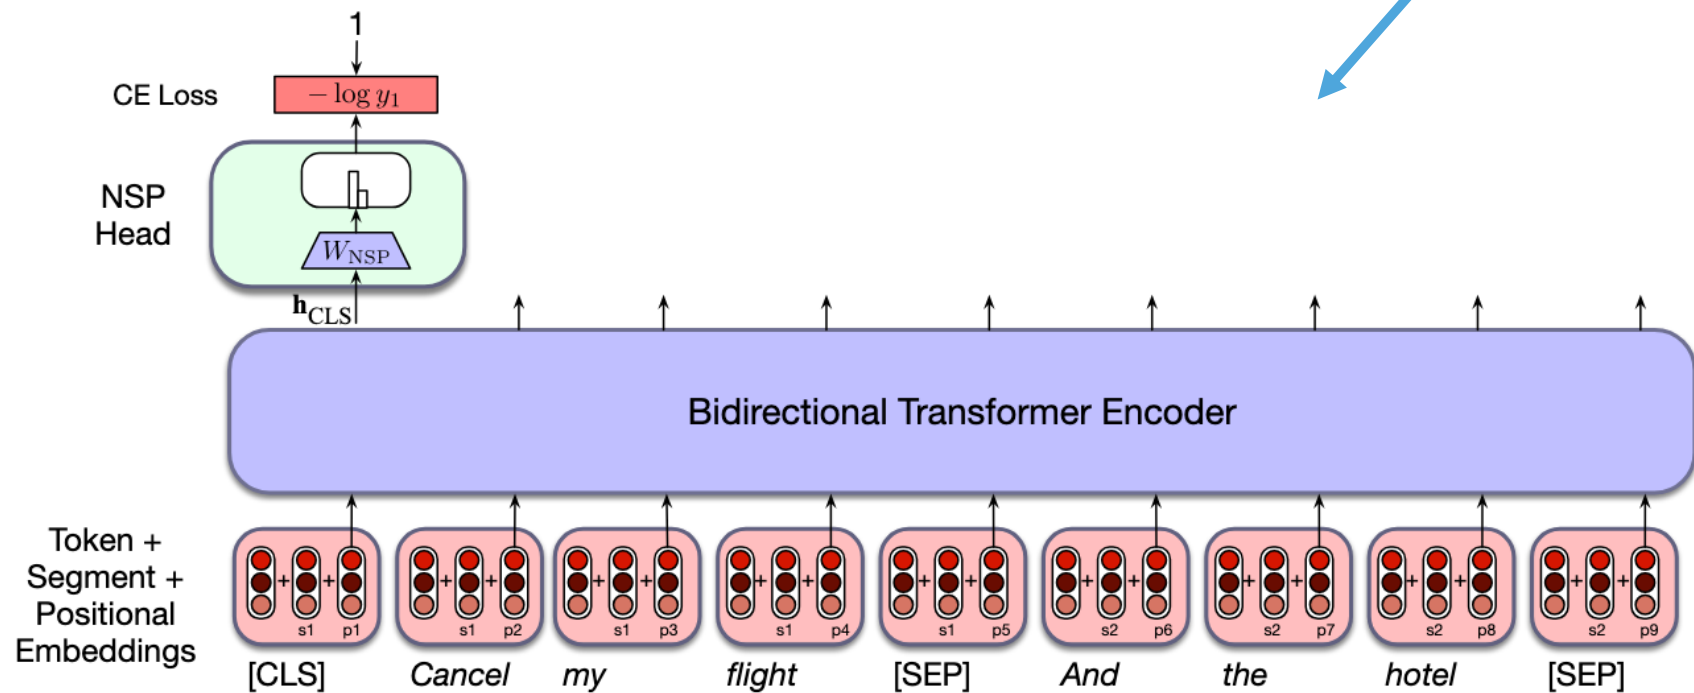 1
CE Loss
− log y₁
NSP
Head
W_NSP
h_CLS
Bidirectional Transformer Encoder
Token +
Segment +
Positional
Embeddings
+ + + + + + + + + + + + + + + + + +
s1 p1 s1 p2 s1 p3 s1 p4 s1 p5 s2 p6 s2 p7 s2 p8 s2 p9
[CLS] Cancel my flight [SEP] And the hotel [SEP]